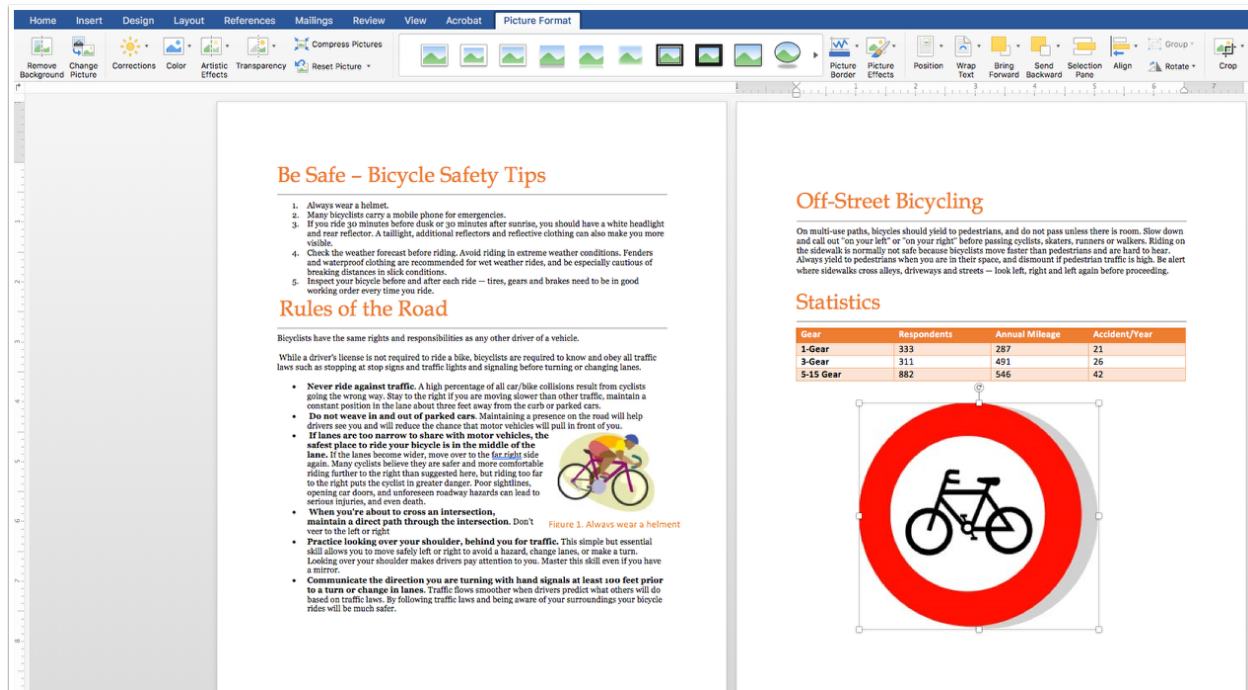 Home Insert Design Layout References Mailings Review View Acrobat Picture Format
Remove Background
Change Picture
Corrections
Color
Artistic Effects
Transparency
Compress Pictures
Reset Picture
Picture Border
Picture Effects
Position
Wrap Text
Bring Forward
Send Backward
Selection Pane
Align
Group
Rotate
Crop
1 1 2 3 4 5 6 7
Be Safe – Bicycle Safety Tips
1. Always wear a helmet.
2. Many bicyclists carry a mobile phone for emergencies.
3. If you ride 30 minutes before dusk or 30 minutes after sunrise, you should have a white headlight
and rear reflector. A taillight, additional reflectors and reflective clothing can also make you more
visible.
4. Check the weather forecast before riding. Avoid riding in extreme weather conditions. Fenders
and waterproof clothing are recommended for wet weather rides, and be especially cautious of
breaking distances in slick conditions.
5. Inspect your bicycle before and after each ride — tires, gears and brakes need to be in good
working order every time you ride.
Rules of the Road
Bicyclists have the same rights and responsibilities as any other driver of a vehicle.
While a driver's license is not required to ride a bike, bicyclists are required to know and obey all traffic
laws such as stopping at stop signs and traffic lights and signaling before turning or changing lanes.
• Never ride against traffic. A high percentage of all car/bike collisions result from cyclists
going the wrong way. Stay to the right if you are moving slower than other traffic, maintain a
constant position in the lane about three feet away from the curb or parked cars.
• Do not weave in and out of parked cars. Maintaining a presence on the road will help
drivers see you and will reduce the chance that motor vehicles will pull in front of you.
• If lanes are too narrow to share with motor vehicles, the
safest place to ride your bicycle is in the middle of the
lane. If the lanes become wider, move over to the far right side
again. Many cyclists believe they are safer and more comfortable
riding further to the right than suggested here, but riding too far
to the right puts the cyclist in greater danger. Poor sightlines,
opening car doors, and unforeseen roadway hazards can lead to
serious injuries, and even death.
• When you're about to cross an intersection,
maintain a direct path through the intersection. Don't
veer to the left or right
Figure 1. Always wear a helment
• Practice looking over your shoulder, behind you for traffic. This simple but essential
skill allows you to move safely left or right to avoid a hazard, change lanes, or make a turn.
Looking over your shoulder makes drivers pay attention to you. Master this skill even if you have
a mirror.
• Communicate the direction you are turning with hand signals at least 100 feet prior
to a turn or change in lanes. Traffic flows smoother when drivers predict what others will do
based on traffic laws. By following traffic laws and being aware of your surroundings your bicycle
rides will be much safer.
Off-Street Bicycling
On multi-use paths, bicycles should yield to pedestrians, and do not pass unless there is room. Slow down
and call out "on your left" or "on your right" before passing cyclists, skaters, runners or walkers. Riding on
the sidewalk is normally not safe because bicyclists move faster than pedestrians and are hard to hear.
Always yield to pedestrians when you are in their space, and dismount if pedestrian traffic is high. Be alert
where sidewalks cross alleys, driveways and streets — look left, right and left again before proceeding.
Statistics
Gear Respondents Annual Mileage Accident/Year
1-Gear 333 287 21
3-Gear 311 491 26
5-15 Gear 882 546 42